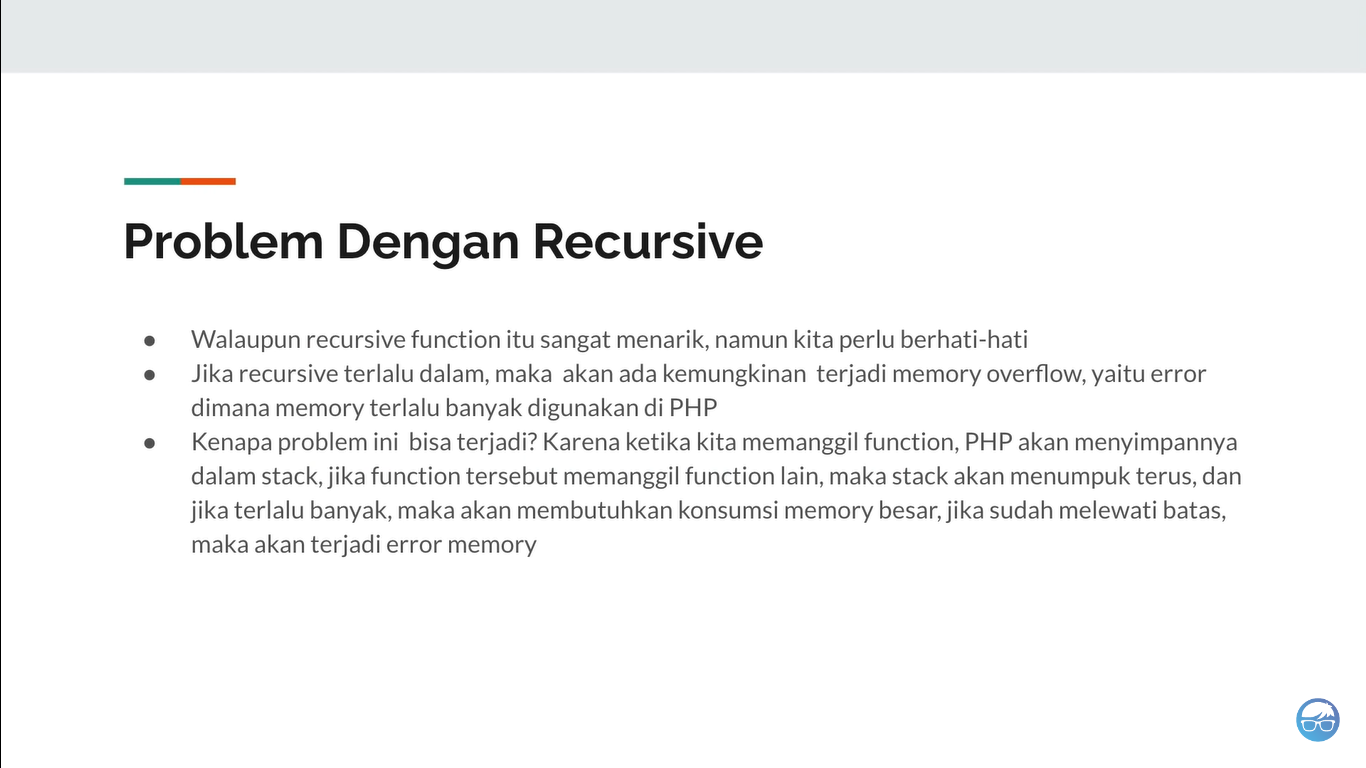 Problem Dengan Recursive
● Walaupun recursive function itu sangat menarik, namun kita perlu berhati-hati
● Jika recursive terlalu dalam, maka  akan ada kemungkinan  terjadi memory overflow, yaitu error
dimana memory terlalu banyak digunakan di PHP
● Kenapa problem ini  bisa terjadi? Karena ketika kita memanggil function, PHP akan menyimpannya
dalam stack, jika function tersebut memanggil function lain, maka stack akan menumpuk terus, dan
jika terlalu banyak, maka akan membutuhkan konsumsi memory besar, jika sudah melewati batas,
maka akan terjadi error memory